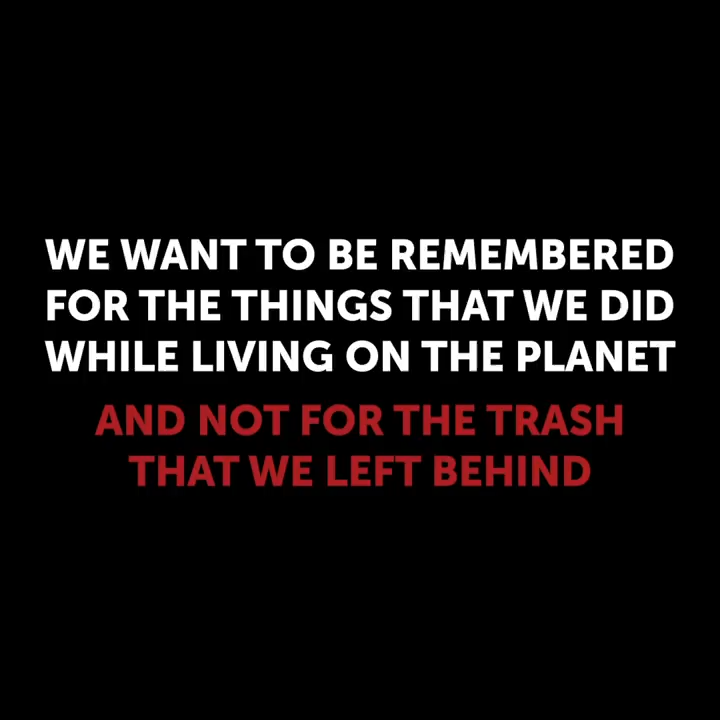 WE WANT TO BE REMEMBERED
FOR THE THINGS THAT WE DID
WHILE LIVING ON THE PLANET
AND NOT FOR THE TRASH
THAT WE LEFT BEHIND